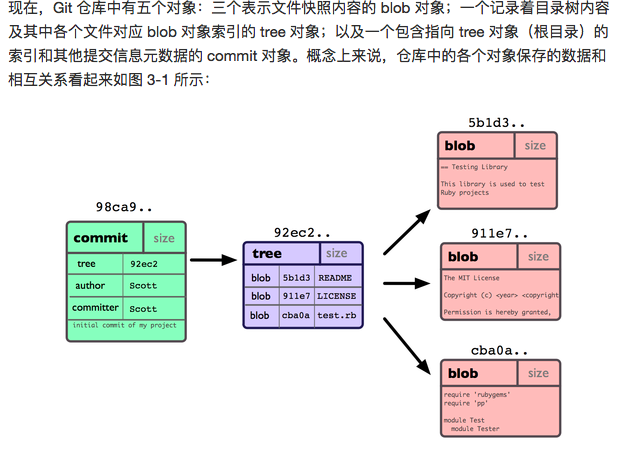 现在，Git 仓库中有五个对象：三个表示文件快照内容的 blob 对象；一个记录着目录树内容
及其中各个文件对应 blob 对象索引的 tree 对象；以及一个包含指向 tree 对象（根目录）的
索引和其他提交信息元数据的 commit 对象。概念上来说，仓库中的各个对象保存的数据和
相互关系看起来如图 3-1 所示：
98ca9..
commit size
tree 92ec2
author Scott
committer Scott
initial commit of my project
92ec2..
tree size
blob 5b1d3 README
blob 911e7 LICENSE
blob cba0a test.rb
5b1d3..
blob size
== Testing Library
This library is used to test
Ruby projects
911e7..
blob size
The MIT License
Copyright (c) <year> <copyright
Permission is hereby granted,
cba0a..
blob size
require 'rubygems'
require 'pp'
module Test
module Tester